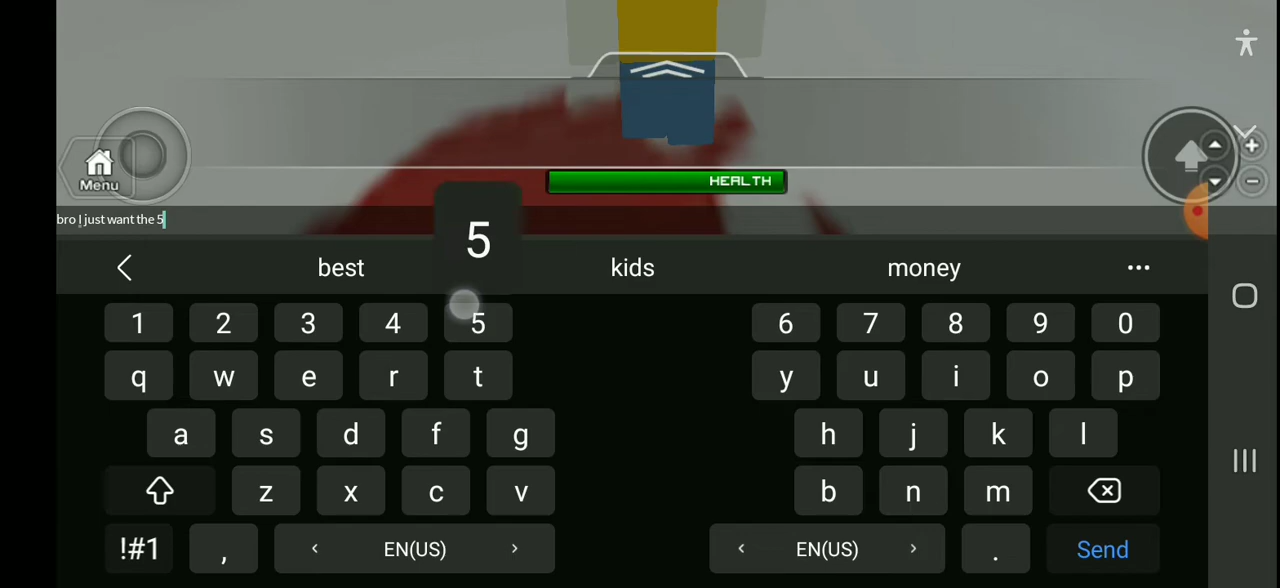 HEALTH
Menu
bro I just want the 5
5
best kids money ...
1 2 3 4 5 6 7 8 9 0
q w e r t y u i o p
a s d f g h j k l
z x c v b n m
!#1 , < EN(US) > < EN(US) > . Send